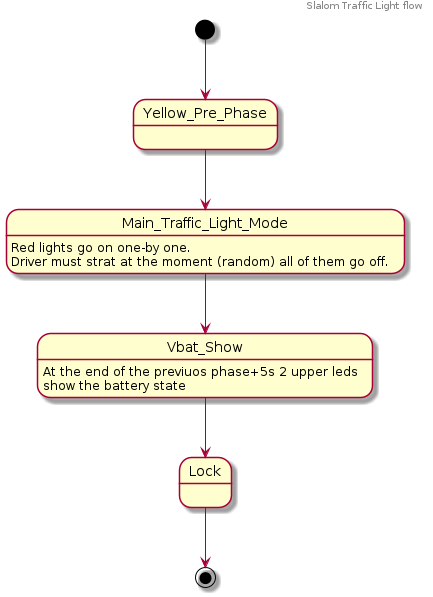 Slalom Traffic Light flow
Yellow_Pre_Phase
Main_Traffic_Light_Mode
Red lights go on one-by one.
Driver must strat at the moment (random) all of them go off.
Vbat_Show
At the end of the previuos phase+5s 2 upper leds
show the battery state
Lock